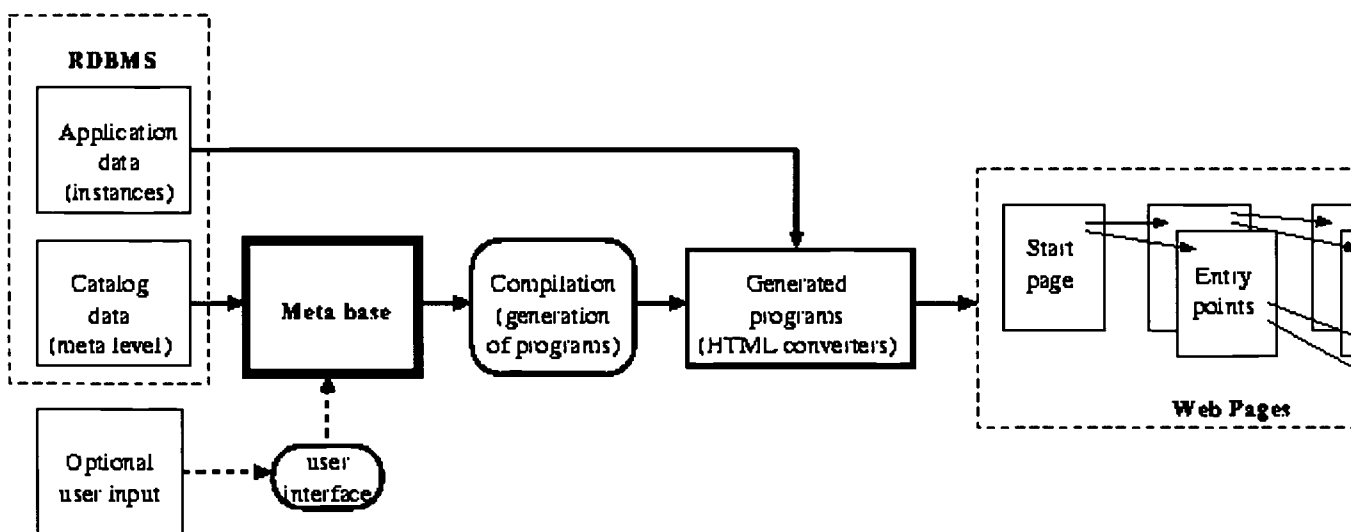 RDBMS
Application
data
(instances)
Catalog
data
(meta level)
Meta base
Compilation
(generation
of programs)
Generated
programs
(HTML converters)
Start
page
Entry
points
Web Pages
Optional
user input
user
interface